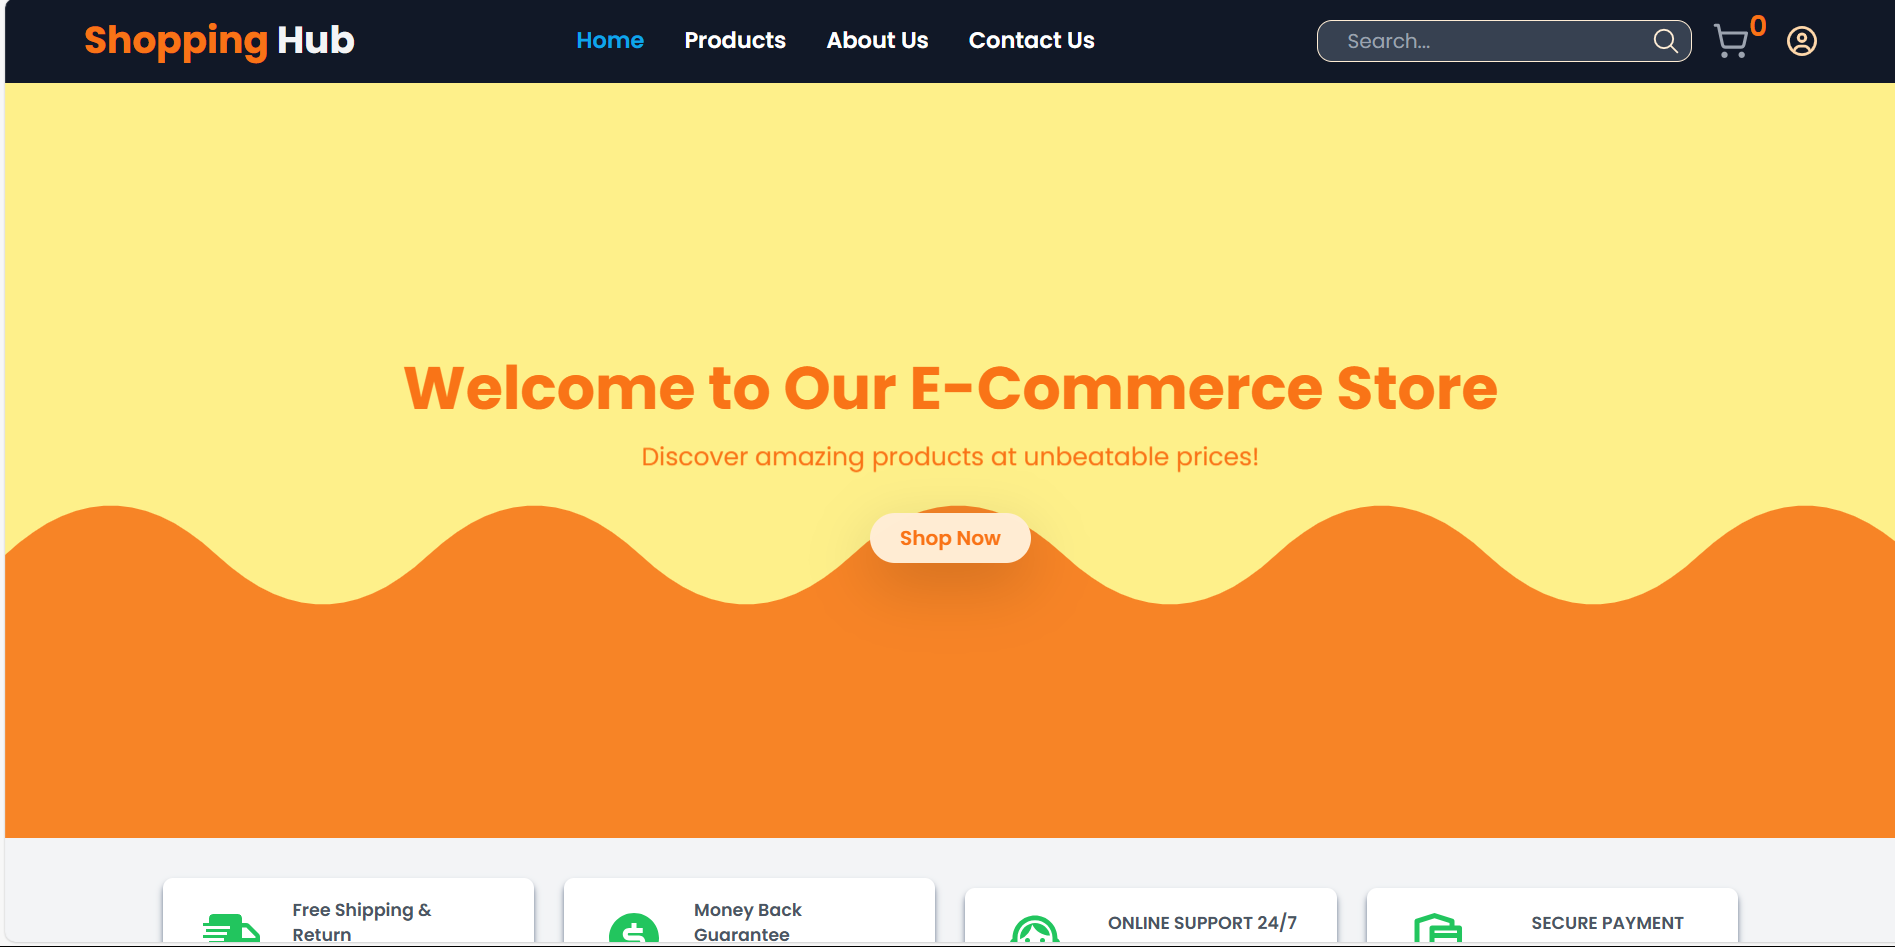 Shopping Hub
Home Products About Us Contact Us
Search...
0
Welcome to Our E-Commerce Store
Discover amazing products at unbeatable prices!
Shop Now
Free Shipping &
Return
Money Back
Guarantee
ONLINE SUPPORT 24/7
SECURE PAYMENT